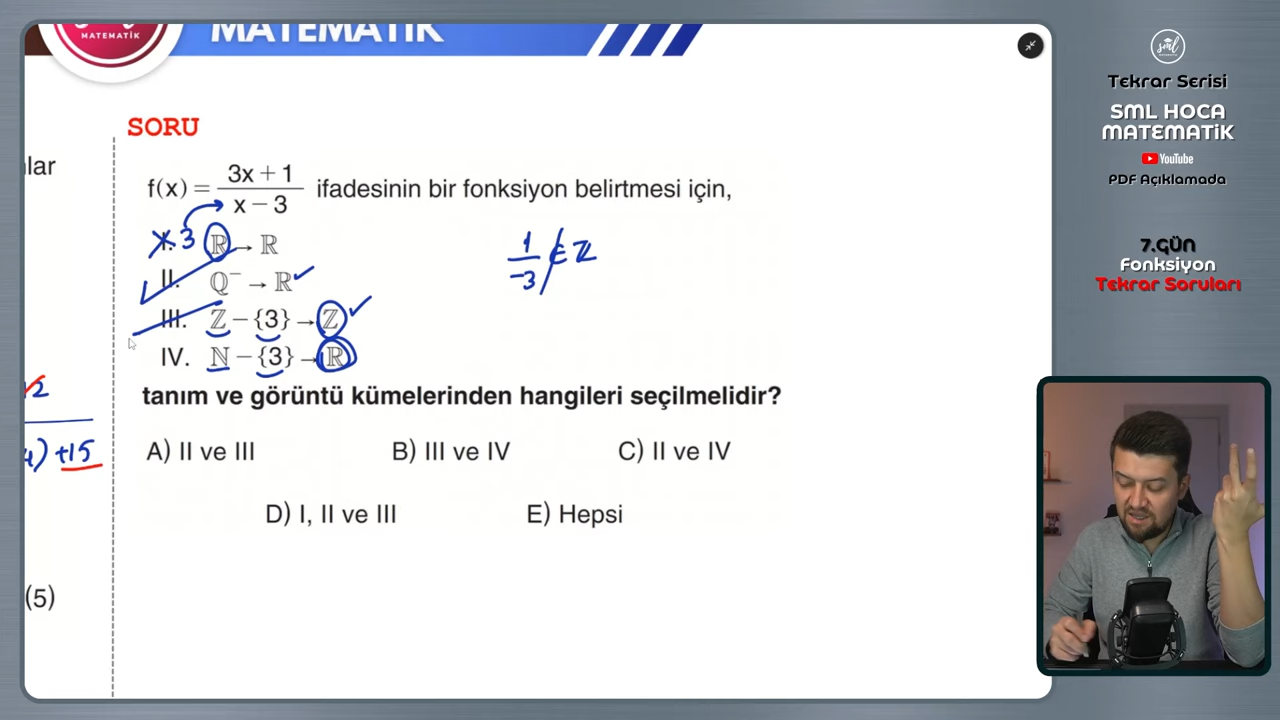 MATEMATİK
MATEMATİK
lar
SORU
f(x) = (3x + 1)/(x − 3) ifadesinin bir fonksiyon belirtmesi için,
3
I. ℝ → ℝ
II. Q⁻ → ℝ
III. ℤ − {3} → ℤ
IV. ℕ − {3} → ℝ
1/−3 ∉ ℤ
tanım ve görüntü kümelerinden hangileri seçilmelidir?
A) II ve III
B) III ve IV
C) II ve IV
D) I, II ve III
E) Hepsi
2
) +15
(5)
sml
Tekrar Serisi
SML HOCA
MATEMATİK
YouTube
PDF Açıklamada
7.GÜN
Fonksiyon
Tekrar Soruları